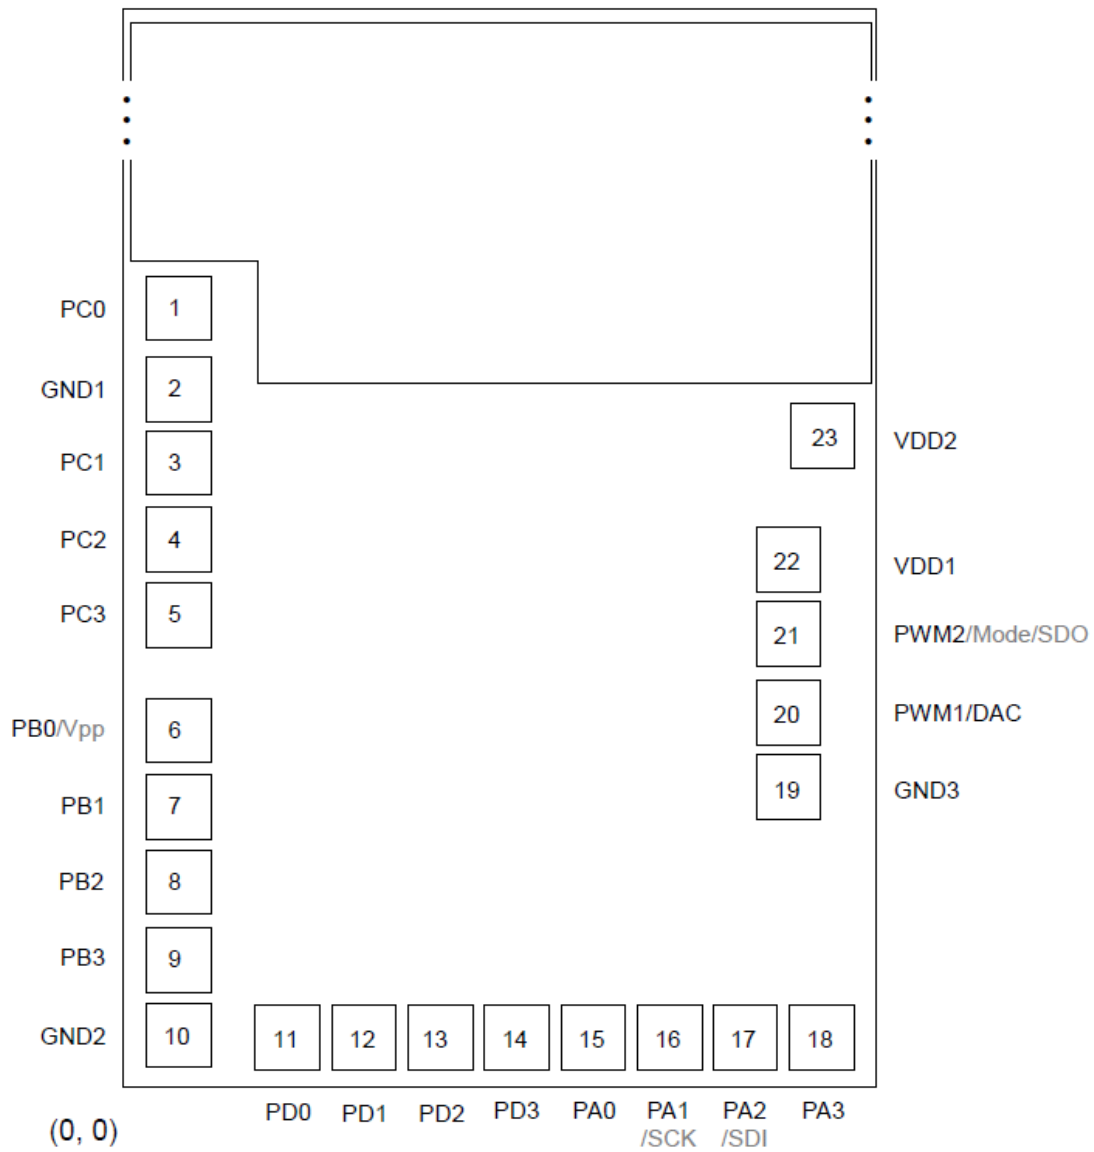 PC0 1
GND1 2
PC1 3
PC2 4
PC3 5
PB0/Vpp 6
PB1 7
PB2 8
PB3 9
GND2 10
23 VDD2
22 VDD1
21 PWM2/Mode/SDO
20 PWM1/DAC
19 GND3
11 12 13 14 15 16 17 18
PD0 PD1 PD2 PD3 PA0 PA1 PA2 PA3
/SCK /SDI
(0, 0)